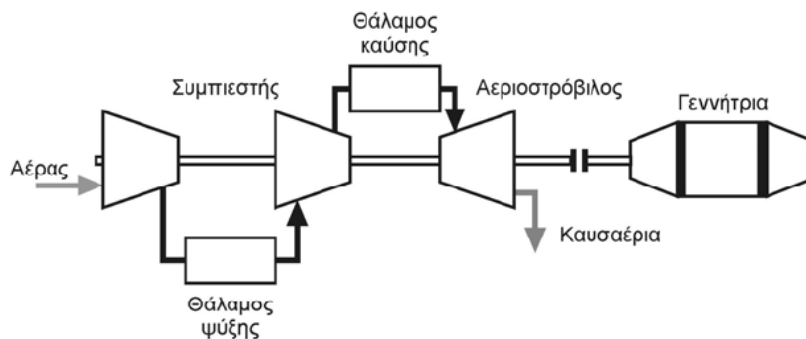 Θάλαμος
καύσης
Συμπιεστής
Αεριοστρόβιλος
Γεννήτρια
Αέρας
Καυσαέρια
Θάλαμος
ψύξης